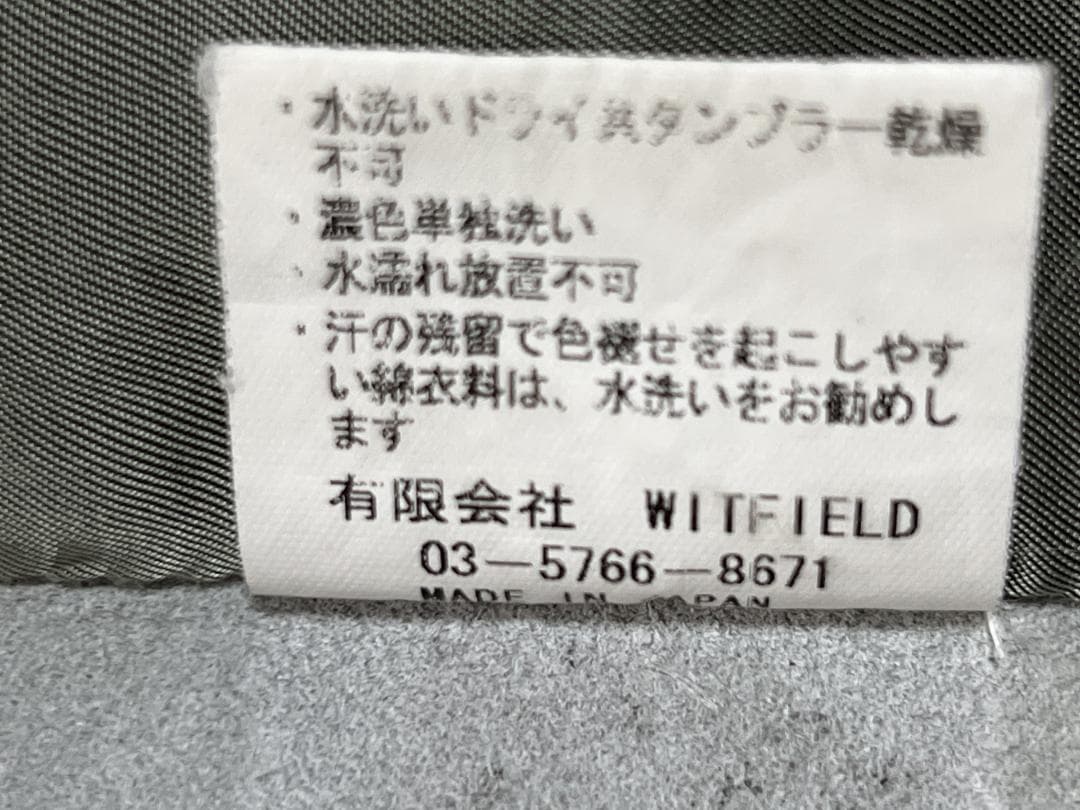 ・水洗いドライ共タンブラー乾燥
不可
・濃色単独洗い
・水濡れ放置不可
・汗の残留で色褪せを起こしやす
い綿衣料は、水洗いをお勧めし
ます
有限会社　WITFIELD
03－5766－8671
MADE IN JAPAN